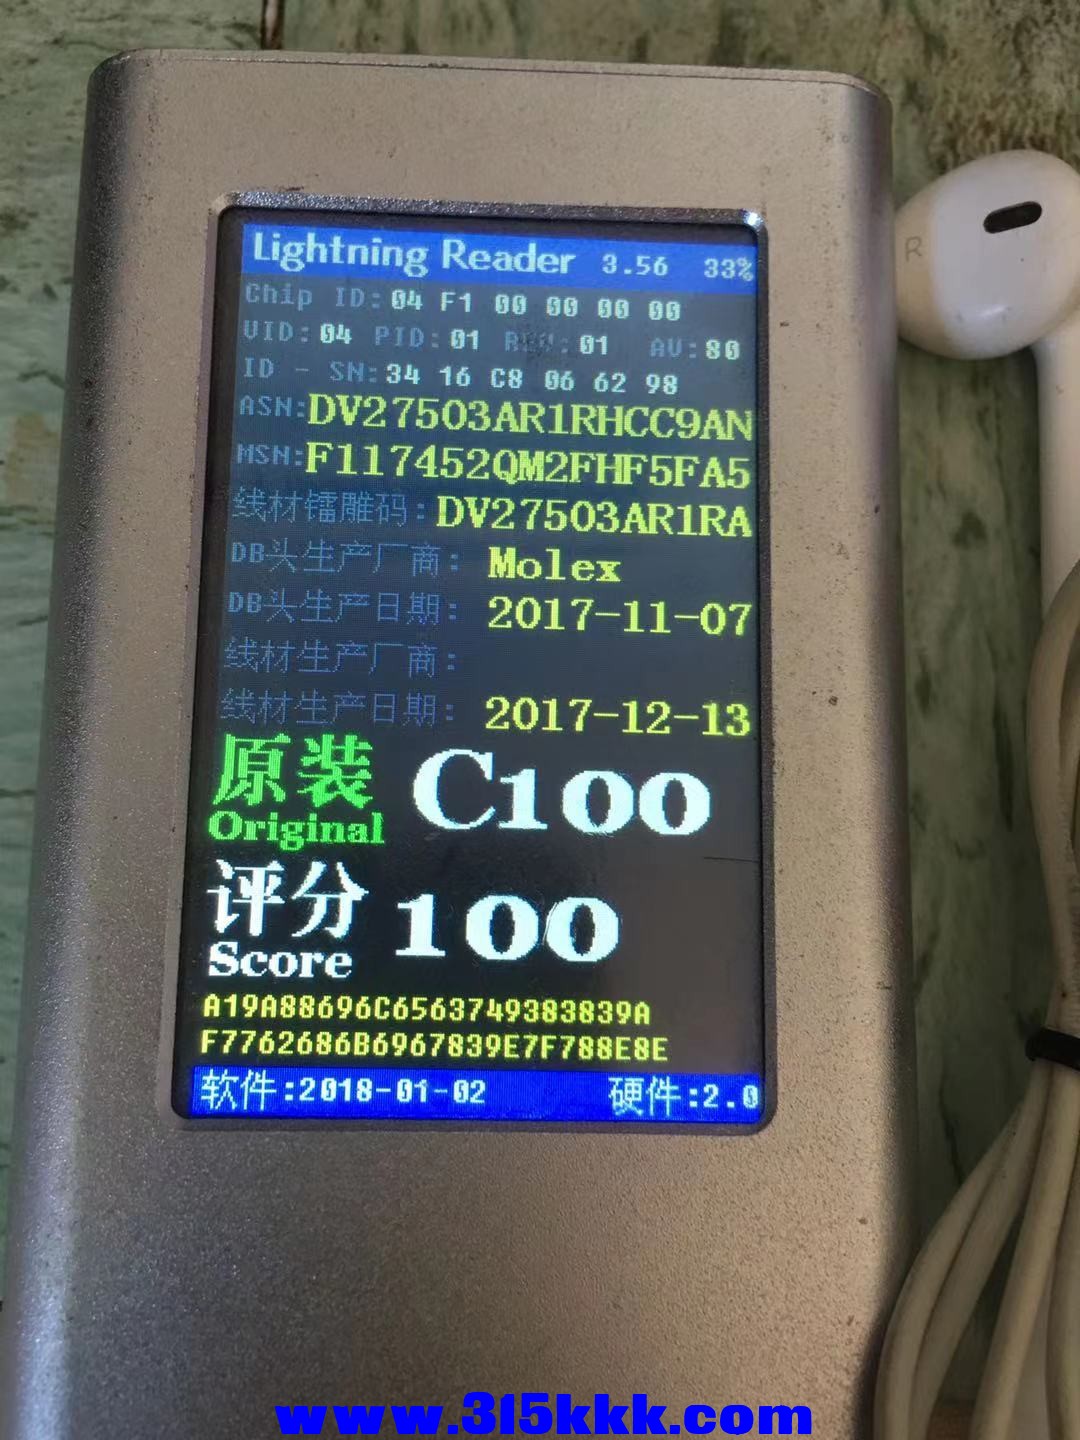 Lightning Reader 3.56 33%
Chip ID:04 F1 00 00 00 00
VID:04 PID:01 REV:01 AV:80
ID - SN:34 16 C8 06 62 98
ASN:DV27503AR1RHCC9AN
MSN:F117452QM2FHF5FA5
线材镭雕码:DV27503AR1RA
DB头生产厂商: Molex
DB头生产日期: 2017-11-07
线材生产厂商:
线材生产日期: 2017-12-13
原装 C100
Original
评分 100
Score
A19A88696C6563749383839A
F7762686B6967839E7F788E8E
软件:2018-01-02 硬件:2.0
R
www.315kkk.com